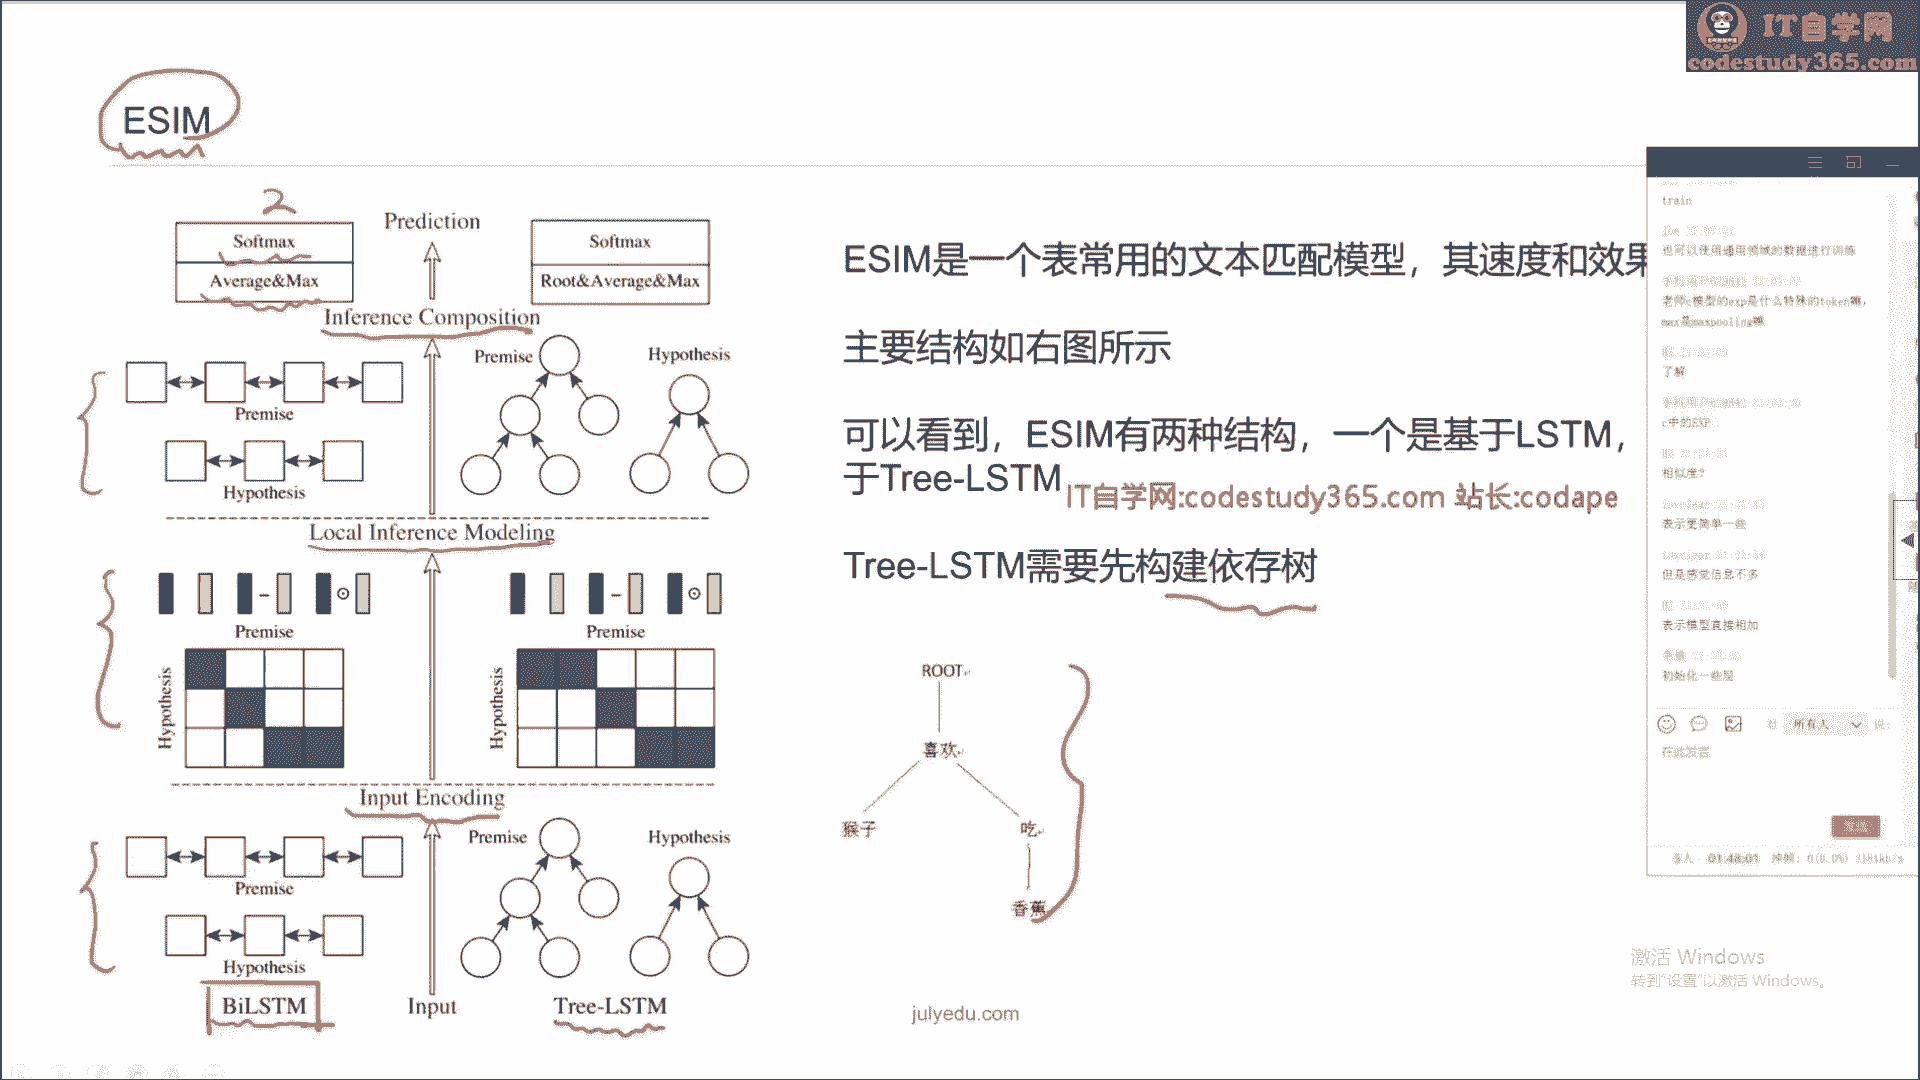 IT自学网
codestudy365.com
ESIM
2
Softmax
Average&Max
Prediction
Softmax
Root&Average&Max
Inference Composition
Premise
Hypothesis
Premise
Hypothesis
Local Inference Modeling
Premise
Premise
Hypothesis
Hypothesis
Input Encoding
Premise
Hypothesis
Premise
Hypothesis
BiLSTM
Input
Tree-LSTM
ESIM是一个表常用的文本匹配模型，其速度和效果
主要结构如右图所示
可以看到，ESIM有两种结构，一个是基于LSTM，
于Tree-LSTM
IT自学网:codestudy365.com 站长:codape
Tree-LSTM需要先构建依存树
ROOT
喜欢
猴子
吃
香蕉
julyedu.com
train
也可以使用通用领域的数据进行训练
老师c模型的exp是什么特殊的token嘛，
max是maxpooling嘛
了解
c中的EXP
相似度？
表示更简单一些
但是感觉信息不多
表示模型直接相加
初始化一些层
对 所有人 说：
在此发言
激活 Windows
转到"设置"以激活 Windows。